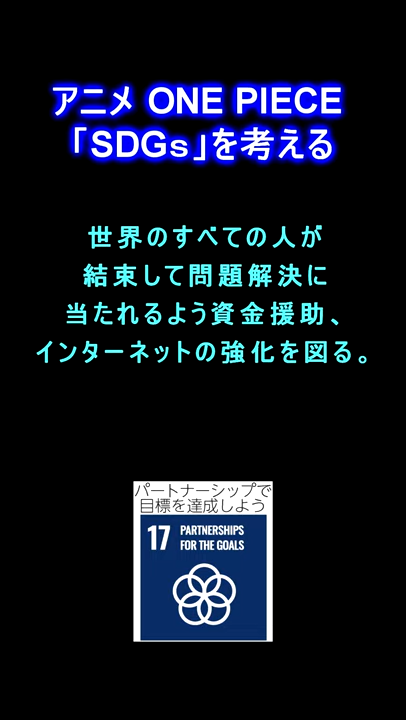 アニメ ONE PIECE
「SDGs」を考える
世界のすべての人が
結束して問題解決に
当たれるよう資金援助、
インターネットの強化を図る。
パートナーシップで
目標を達成しよう
17 PARTNERSHIPS
FOR THE GOALS